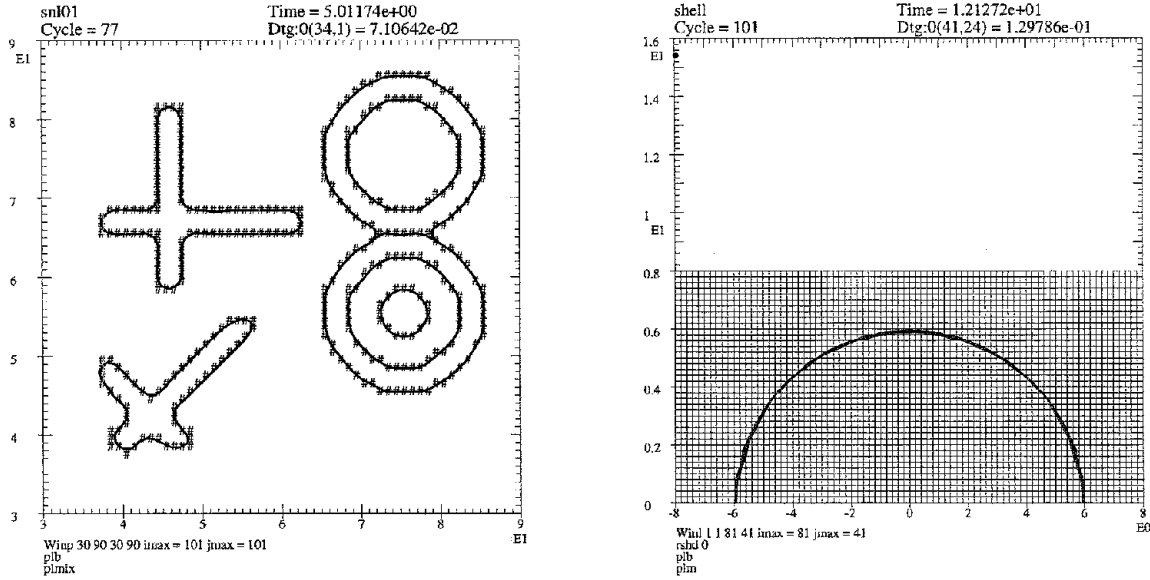 snl01 Time = 5.01174e+00
Cycle = 77 Dtg:0(34,1) = 7.10642e-02
9
E1
8
7
6
5
4
3
3 4 5 6 7 8 9
E1
Winp 30 90 30 90 imax = 101 jmax = 101
plb
plmix
shell Time = 1.21272e+01
Cycle = 101 Dtg:0(41,24) = 1.29786e-01
1.6
E1
1.4
1.2
1
E1
0.8
0.6
0.4
0.2
0
-8 -6 -4 -2 0 2 4 6 8
E0
Winl 1 1 81 41 imax = 81 jmax = 41
rshd 0
plb
plm